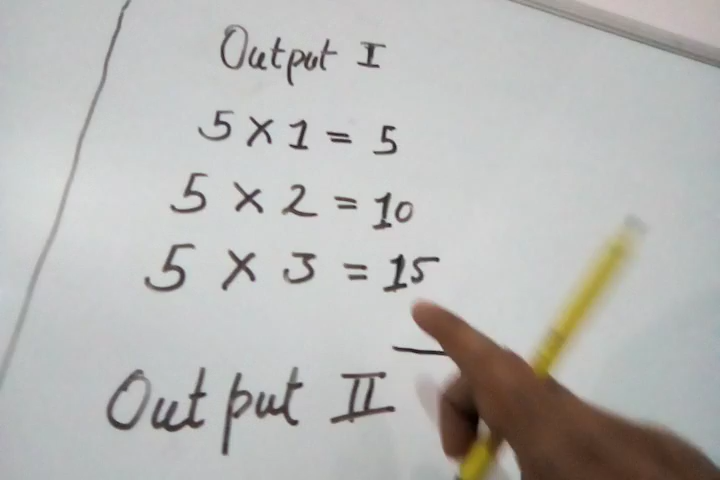 Output I
5 × 1 = 5
5 × 2 = 10
5 × 3 = 15
Output II